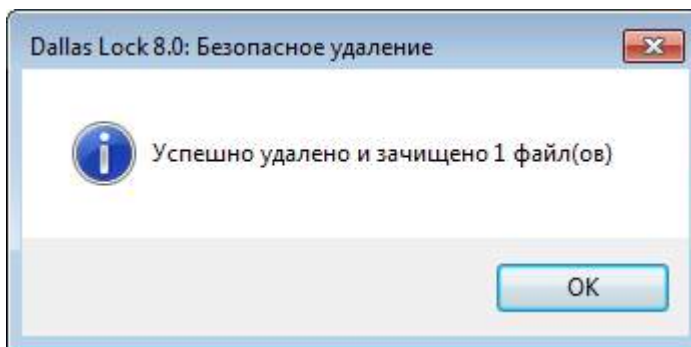 Dallas Lock 8.0: Безопасное удаление
Успешно удалено и зачищено 1 файл(ов)
OK